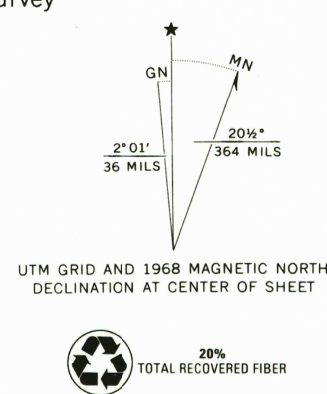 urvey
★
GN
MN
2° 01'
36 MILS
20½°
364 MILS
UTM GRID AND 1968 MAGNETIC NORTH
DECLINATION AT CENTER OF SHEET
20%
TOTAL RECOVERED FIBER